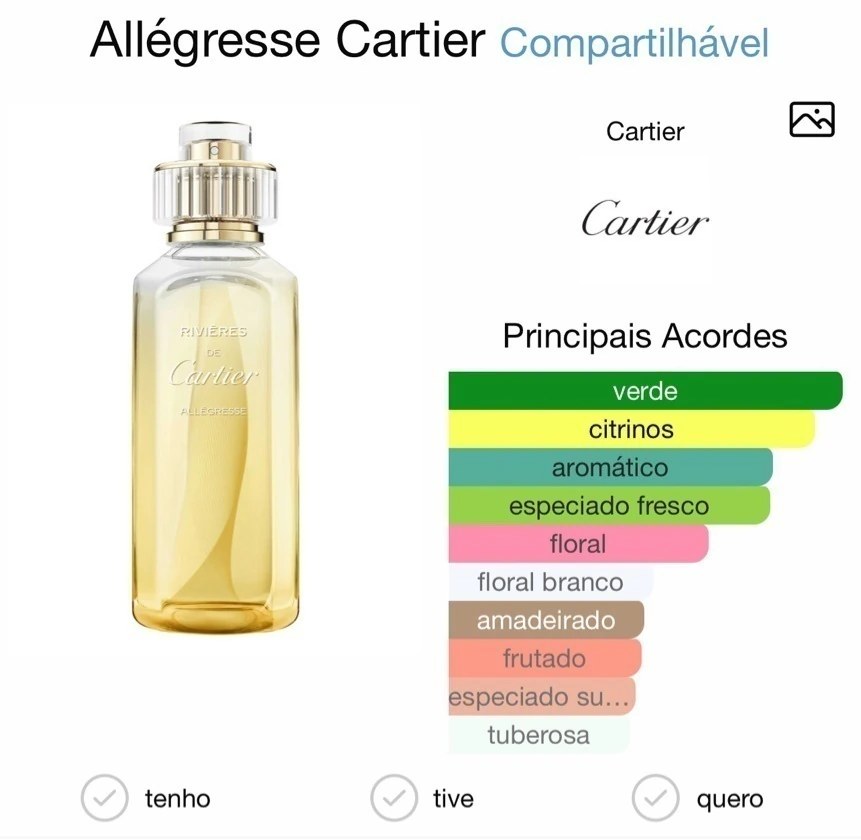 Allégresse Cartier Compartilhável
Cartier
Cartier
RIVIÈRES
DE
Cartier
ALLÉGRESSE
Principais Acordes
verde
citrinos
aromático
especiado fresco
floral
floral branco
amadeirado
frutado
especiado su...
tuberosa
tenho
tive
quero